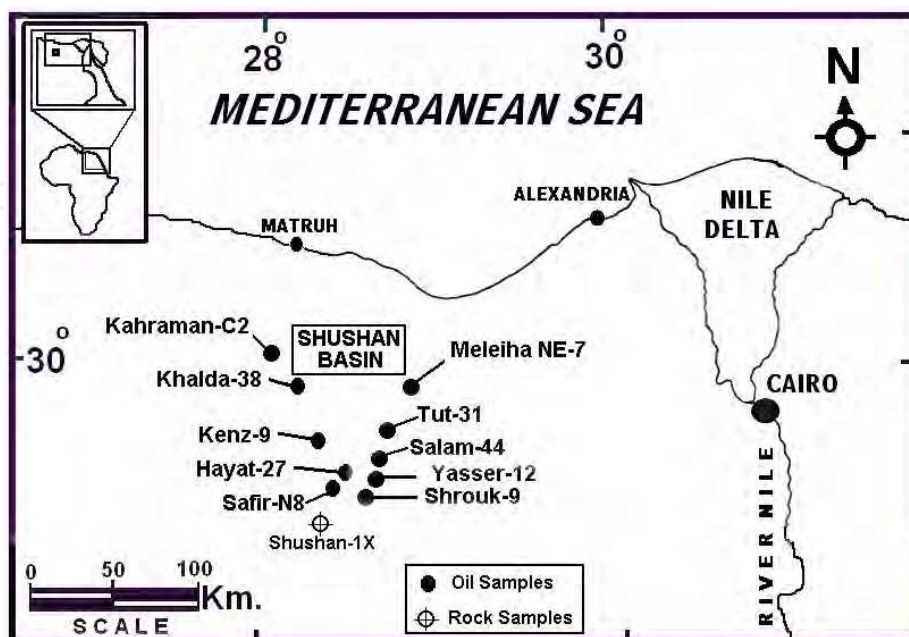 28°
30°
N
MEDITERRANEAN SEA
ALEXANDRIA
NILE
DELTA
MATRUH
Kahraman-C2
SHUSHAN
BASIN
Meleiha NE-7
30°
Khalda-38
CAIRO
Tut-31
Kenz-9
Salam-44
Hayat-27
Yasser-12
Safir-N8
Shrouk-9
Shushan-1X
RIVER NILE
0 50 100
Km.
SCALE
Oil Samples
Rock Samples